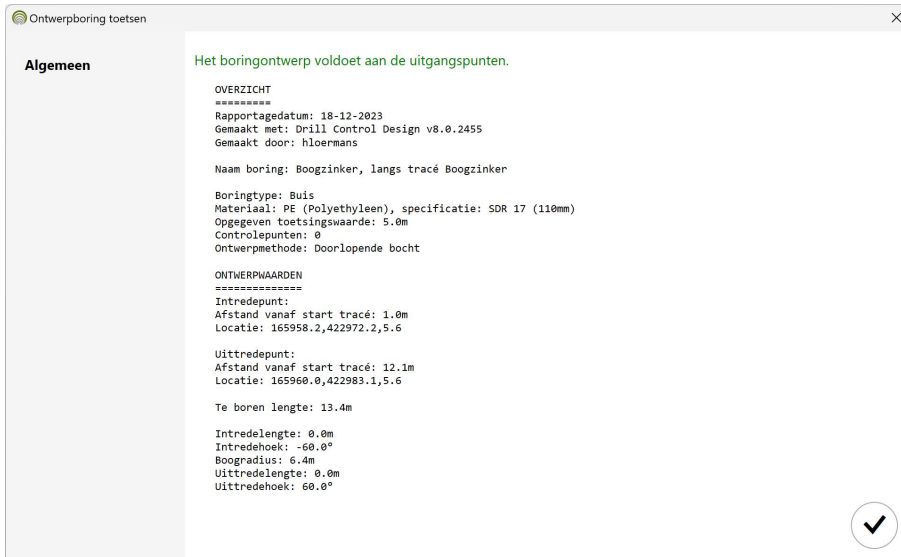 Ontwerpboring toetsen
Algemeen
Het boringontwerp voldoet aan de uitgangspunten.
OVERZICHT
=========
Rapportagedatum: 18-12-2023
Gemaakt met: Drill Control Design v8.0.2455
Gemaakt door: hloermans
Naam boring: Boogzinker, langs tracé Boogzinker
Boringtype: Buis
Materiaal: PE (Polyethyleen), specificatie: SDR 17 (110mm)
Opgegeven toetsingswaarde: 5.0m
Controlepunten: 0
Ontwerpmethode: Doorlopende bocht
ONTWERPWAARDEN
==============
Intredepunt:
Afstand vanaf start tracé: 1.0m
Locatie: 165958.2,422972.2,5.6
Uittredepunt:
Afstand vanaf start tracé: 12.1m
Locatie: 165960.0,422983.1,5.6
Te boren lengte: 13.4m
Intredelengte: 0.0m
Intredehoek: -60.0°
Boogradius: 6.4m
Uittredelengte: 0.0m
Uittredehoek: 60.0°